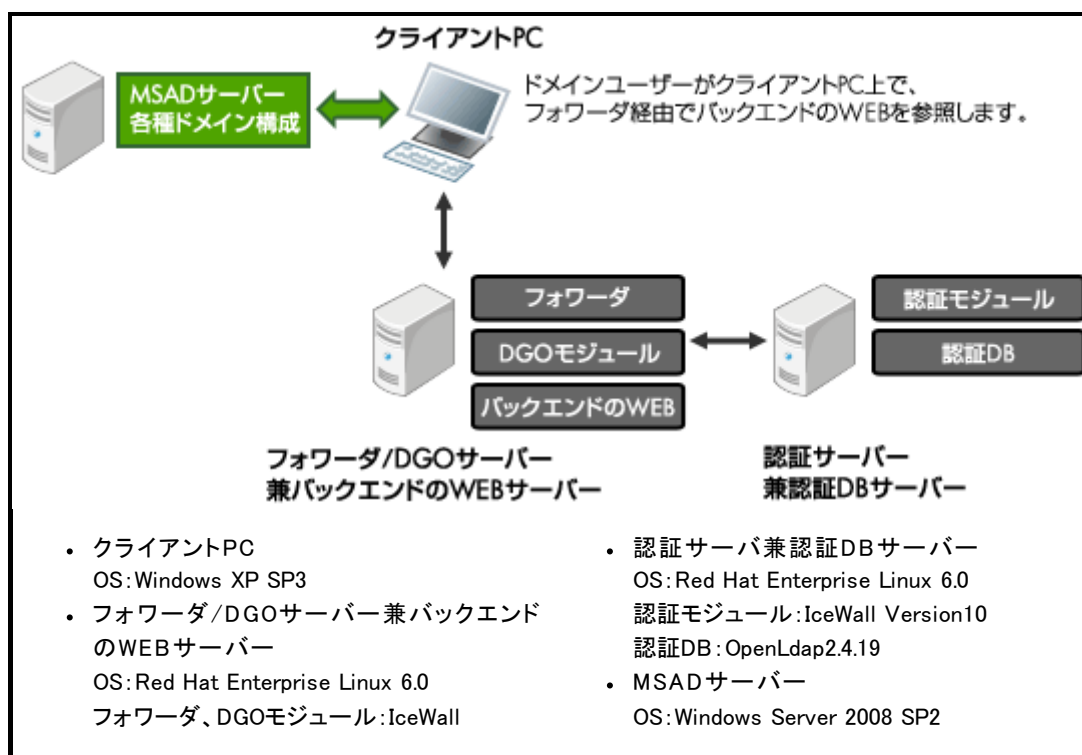 クライアントPC
MSADサーバー
各種ドメイン構成
ドメインユーザーがクライアントPC上で、
フォワーダ経由でバックエンドのWEBを参照します。
フォワーダ
DGOモジュール
バックエンドのWEB
認証モジュール
認証DB
フォワーダ/DGOサーバー
兼バックエンドのWEBサーバー
認証サーバー
兼認証DBサーバー
• クライアントPC
OS:Windows XP SP3
• フォワーダ/DGOサーバー兼バックエンド
のWEBサーバー
OS:Red Hat Enterprise Linux 6.0
フォワーダ、DGOモジュール:IceWall
• 認証サーバ兼認証DBサーバー
OS:Red Hat Enterprise Linux 6.0
認証モジュール:IceWall Version10
認証DB:OpenLdap2.4.19
• MSADサーバー
OS:Windows Server 2008 SP2